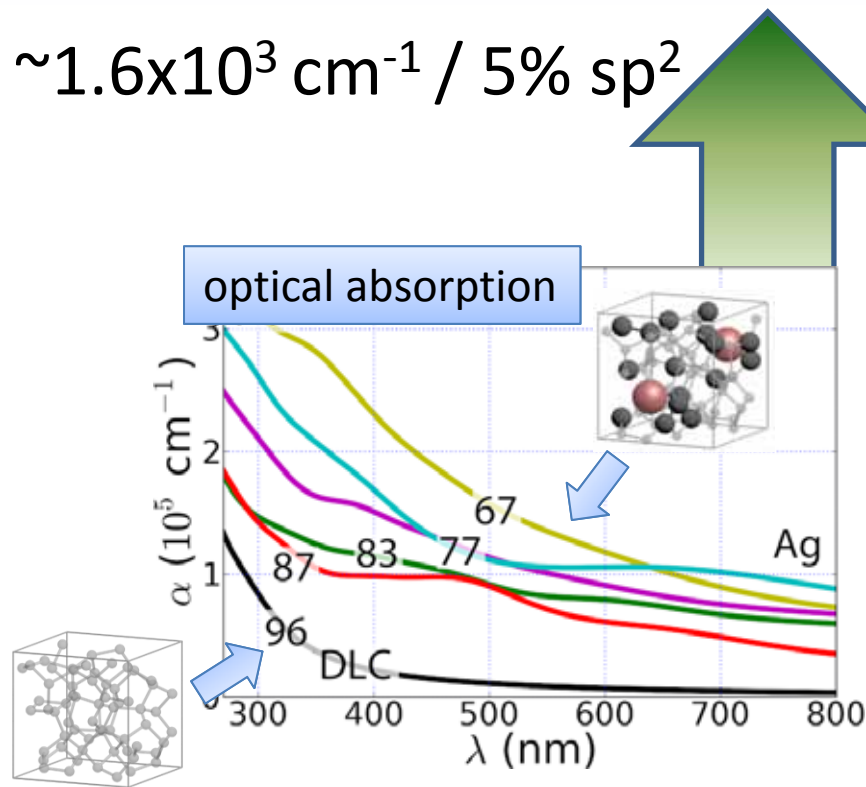 ~1.6x10³ cm⁻¹ / 5% sp²
optical absorption
3
2
1
0
α (10⁵ cm⁻¹)
67
77
83
87
96
DLC
Ag
300 400 500 600 700 800
λ (nm)